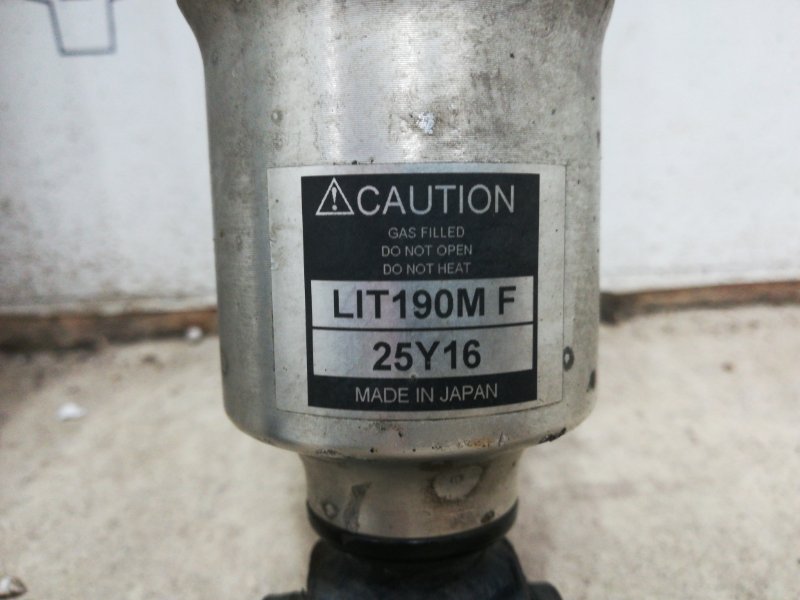 CAUTION
GAS FILLED
DO NOT OPEN
DO NOT HEAT
LIT190M F
25Y16
MADE IN JAPAN